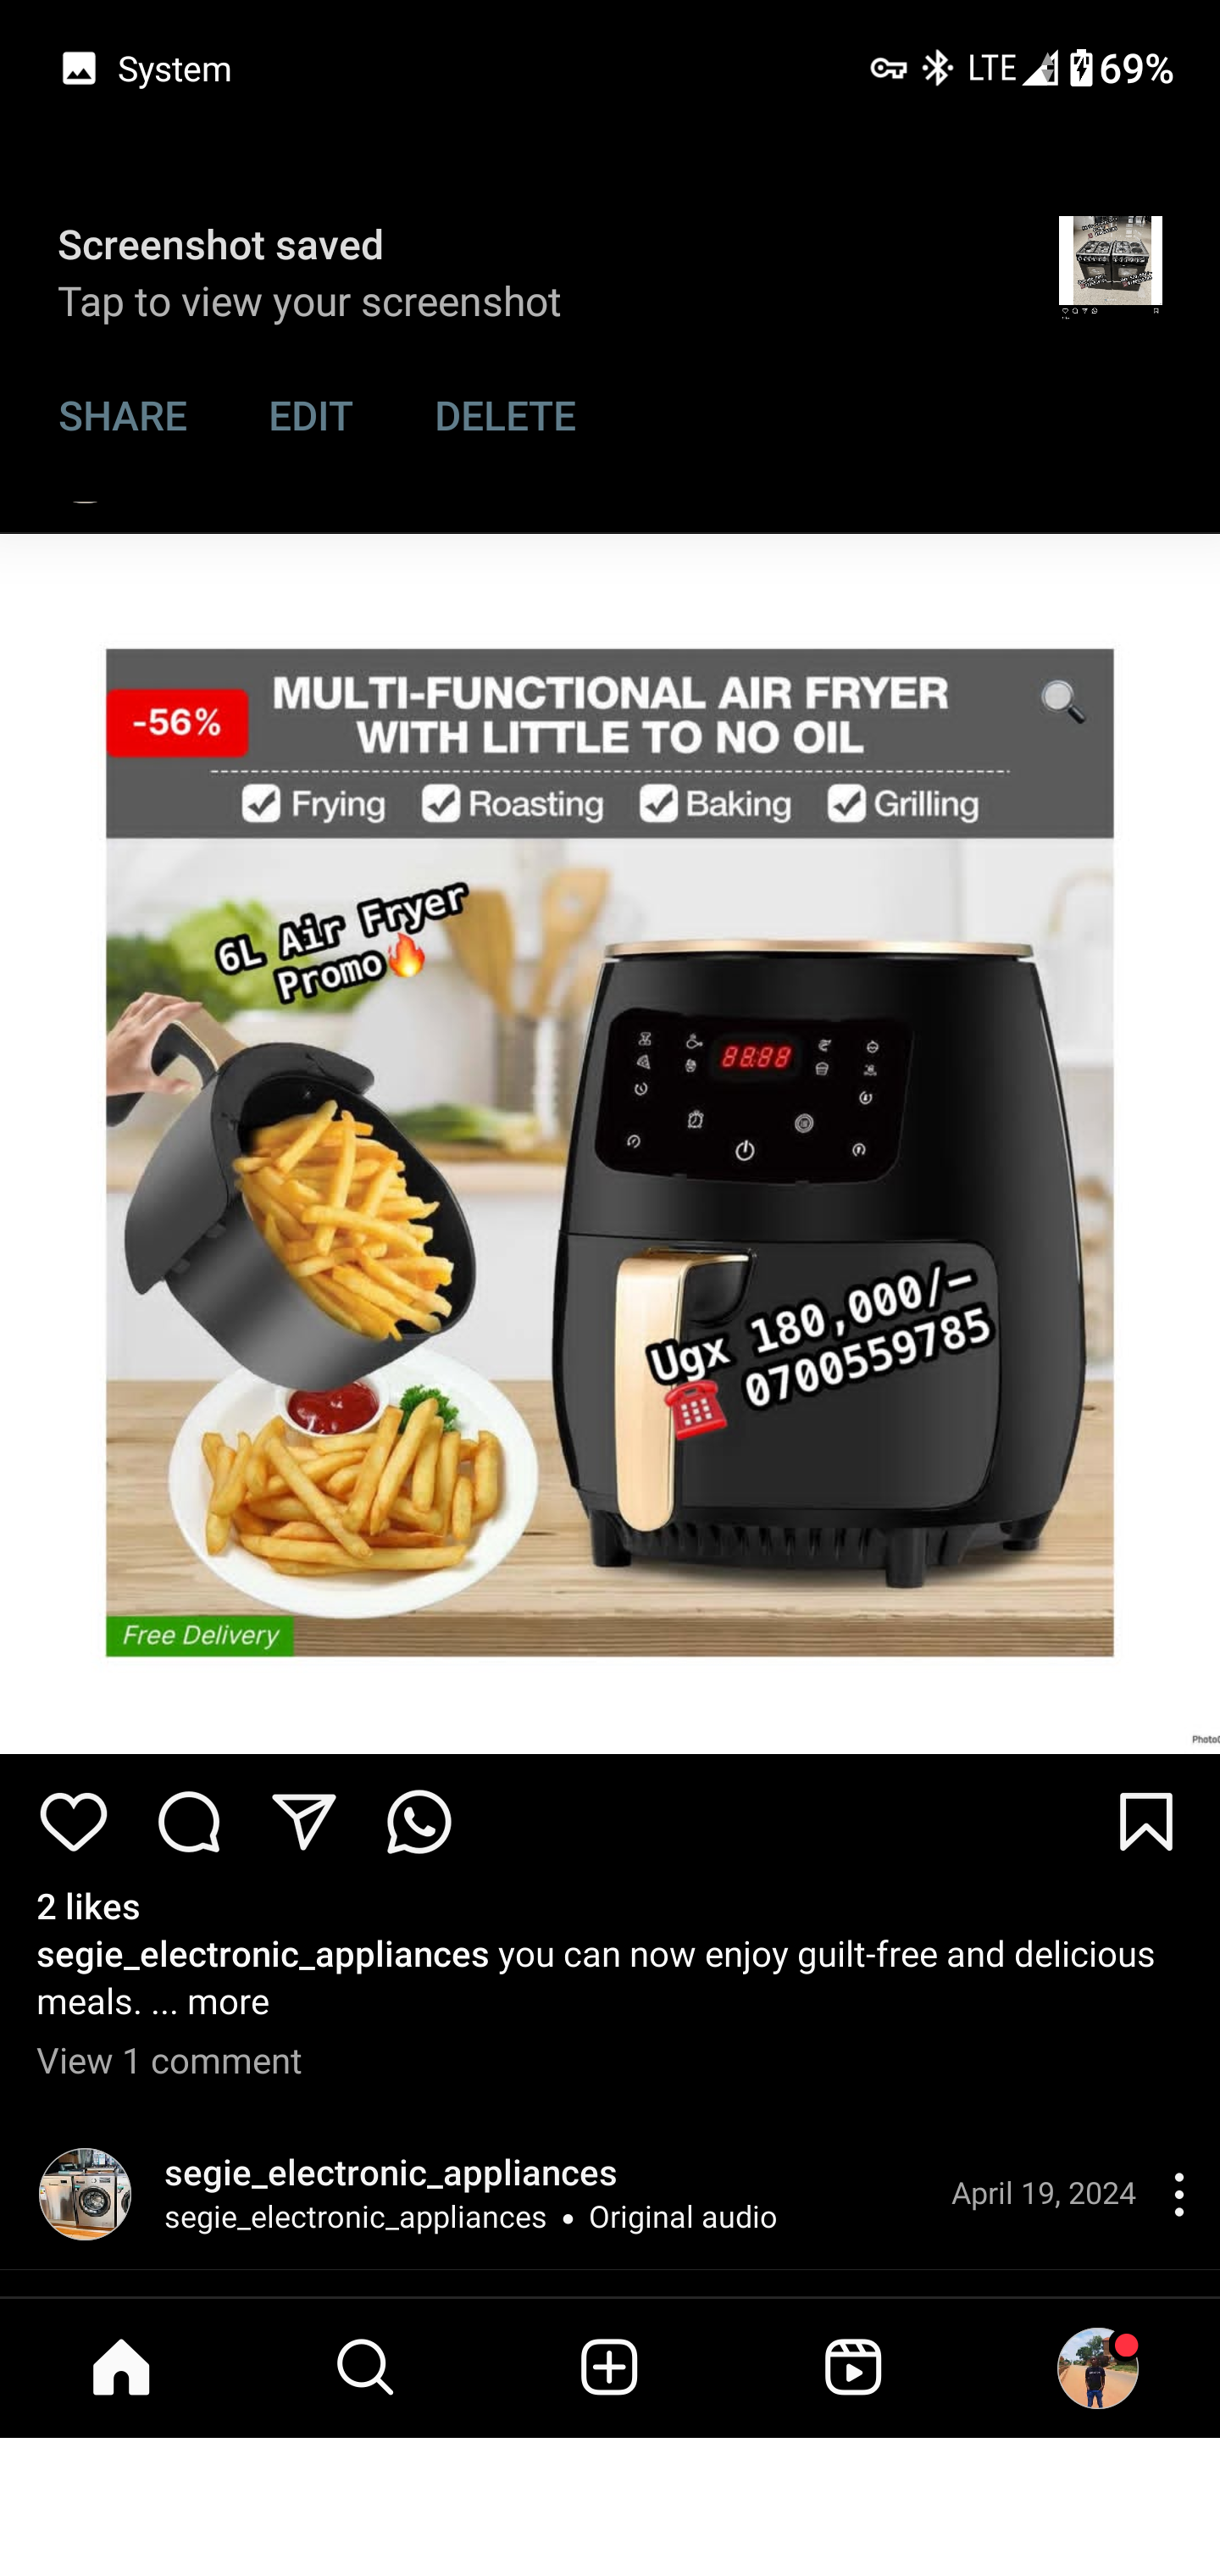 System
LTE
69%
Screenshot saved
Tap to view your screenshot
SHARE EDIT DELETE
-56%
MULTI-FUNCTIONAL AIR FRYER
WITH LITTLE TO NO OIL
Frying Roasting Baking Grilling
6L Air Fryer
Promo🔥
88:88
Ugx 180,000/-
☎️ 0700559785
Free Delivery
2 likes
segie_electronic_appliances you can now enjoy guilt-free and delicious
meals. ... more
View 1 comment
segie_electronic_appliances
segie_electronic_appliances • Original audio
April 19, 2024